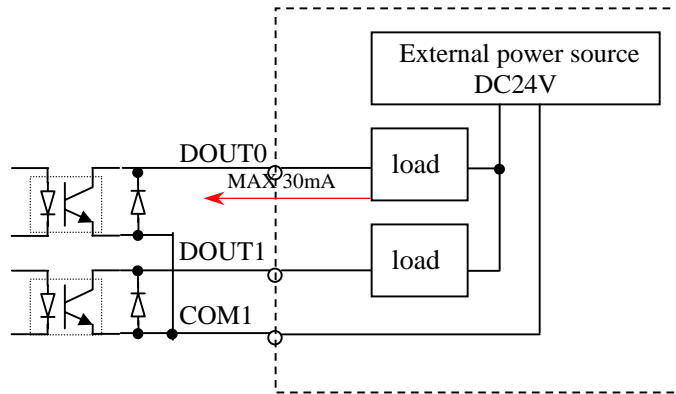 External power source
DC24V
DOUT0
load
MAX 30mA
DOUT1
load
COM1